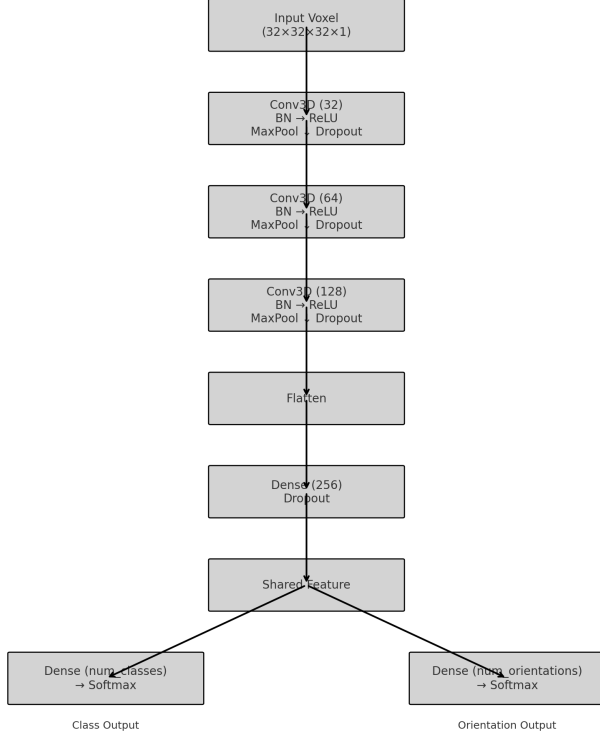 Input Voxel
(32×32×32×1)
Conv3D (32)
BN → ReLU
MaxPool ↓ Dropout
Conv3D (64)
BN → ReLU
MaxPool ↓ Dropout
Conv3D (128)
BN → ReLU
MaxPool ↓ Dropout
Flatten
Dense (256)
Dropout
Shared Feature
Dense (num_classes)
→ Softmax
Dense (num_orientations)
→ Softmax
Class Output
Orientation Output